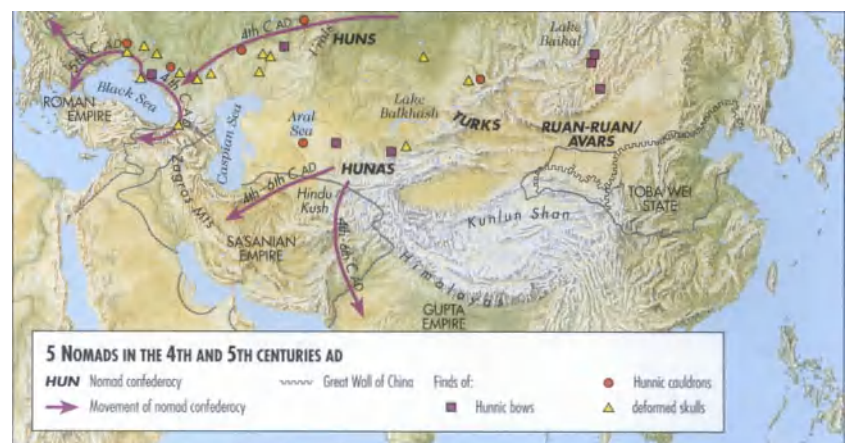 4th C AD
HUNS
Lake
Baikal
5th C AD
Black Sea
4th C AD
ROMAN
EMPIRE
Caspian Sea
Aral
Sea
Lake
Balkhash
TURKS
RUAN-RUAN/
AVARS
HUNAS
Zagros Mts
4th–6th C AD
Hindu
Kush
4th–6th C AD
Kunlun Shan
TOBA WEI
STATE
SASANIAN
EMPIRE
Himalayas
GUPTA
EMPIRE
5 NOMADS IN THE 4TH AND 5TH CENTURIES AD
HUN Nomad confederacy
Great Wall of China
Finds of:
Hunnic cauldrons
Movement of nomad confederacy
Hunnic bows
deformed skulls